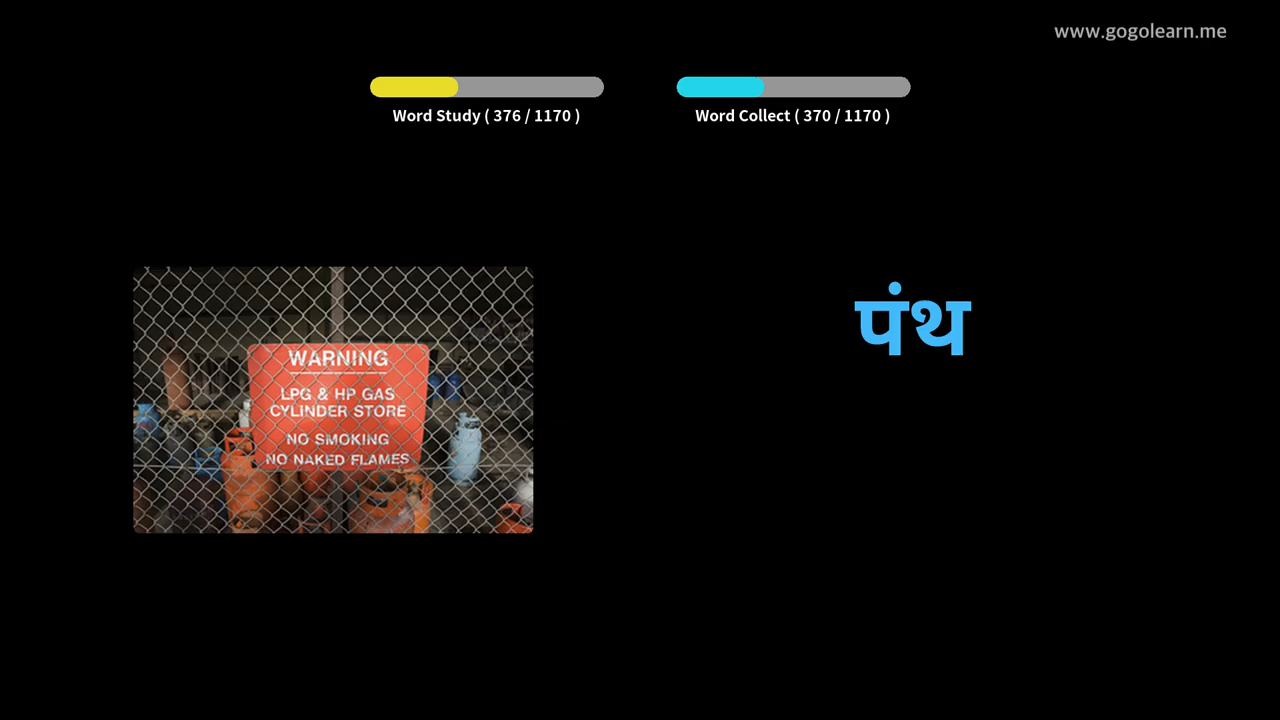 www.gogolearn.me
Word Study ( 376 / 1170 )
Word Collect ( 370 / 1170 )
WARNING
LPG & HP GAS
CYLINDER STORE
NO SMOKING
NO NAKED FLAMES
पंथ